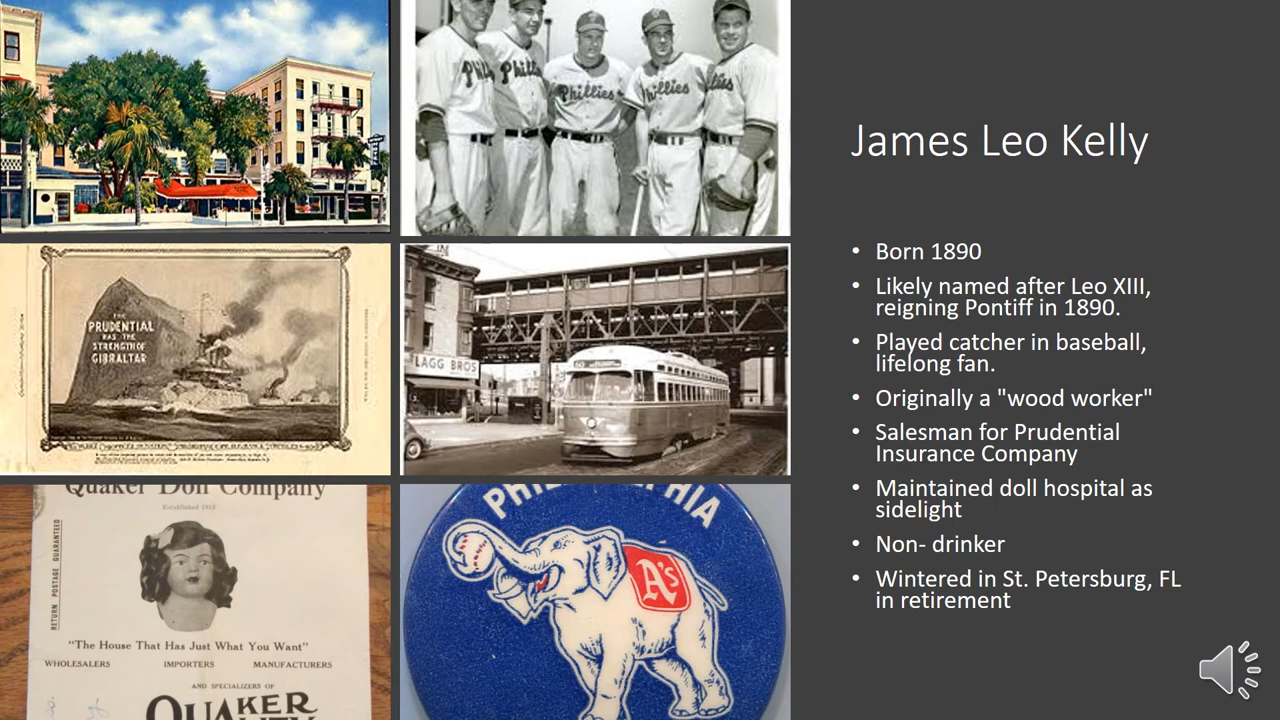 James Leo Kelly
• Born 1890
• Likely named after Leo XIII,
reigning Pontiff in 1890.
• Played catcher in baseball,
lifelong fan.
• Originally a "wood worker"
• Salesman for Prudential
Insurance Company
• Maintained doll hospital as
sidelight
• Non- drinker
• Wintered in St. Petersburg, FL
in retirement
Phillies
Phillies
THE
PRUDENTIAL
HAS THE
STRENGTH OF
GIBRALTAR
LAGG BROS
Quaker Doll Company
Established 1915
RETURN POSTAGE GUARANTEED
"The House That Has Just What You Want"
WHOLESALERS IMPORTERS MANUFACTURERS
AND SPECIALIZERS OF
QUAKER
PHILADELPHIA
A's